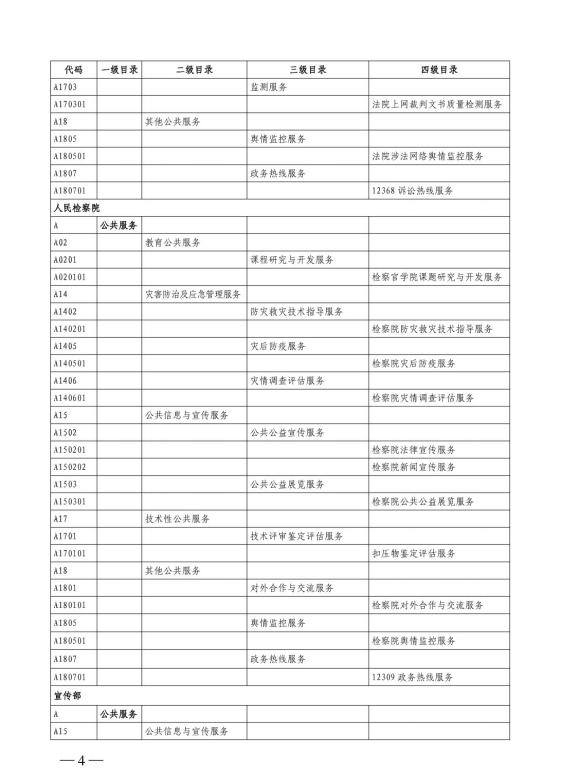 代码 一级目录 二级目录 三级目录 四级目录
A1703 监测服务
A170301 法院上网裁判文书质量检测服务
A18 其他公共服务
A1805 舆情监控服务
A180501 法院涉法网络舆情监控服务
A1807 政务热线服务
A180701 12368 诉讼热线服务
人民检察院
A 公共服务
A02 教育公共服务
A0201 课程研究与开发服务
A020101 检察官学院课题研究与开发服务
A14 灾害防治及应急管理服务
A1402 防灾救灾技术指导服务
A140201 检察院防灾救灾技术指导服务
A1405 灾后防疫服务
A140501 检察院灾后防疫服务
A1406 灾情调查评估服务
A140601 检察院灾情调查评估服务
A15 公共信息与宣传服务
A1502 公共公益宣传服务
A150201 检察院法律宣传服务
A150202 检察院新闻宣传服务
A1503 公共公益展览服务
A150301 检察院公共公益展览服务
A17 技术性公共服务
A1701 技术评审鉴定评估服务
A170101 扣压物鉴定评估服务
A18 其他公共服务
A1801 对外合作与交流服务
A180101 检察院对外合作与交流服务
A1805 舆情监控服务
A180501 检察院舆情监控服务
A1807 政务热线服务
A180701 12309 政务热线服务
宣传部
A 公共服务
A15 公共信息与宣传服务
— 4 —